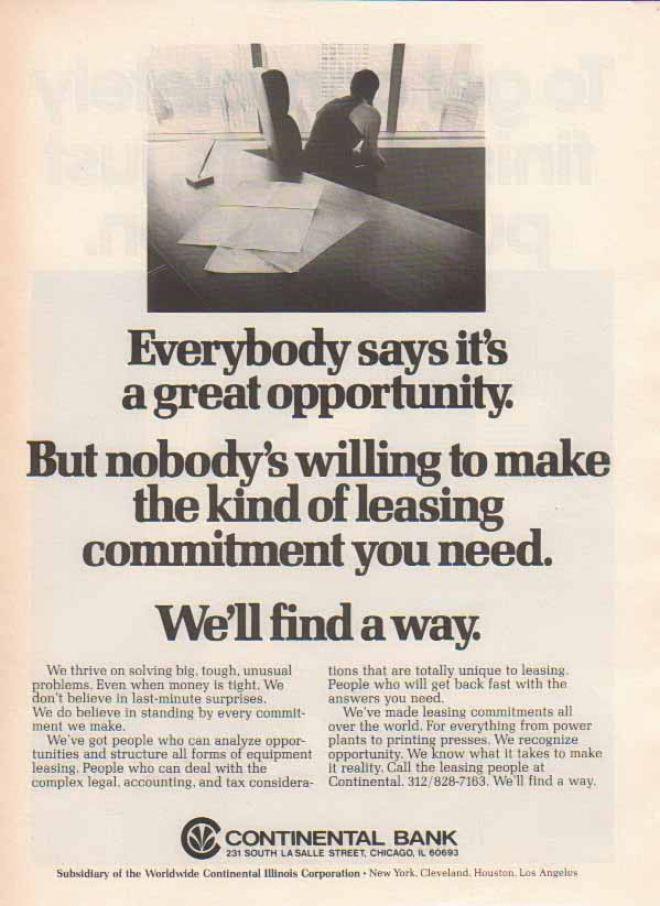 Everybody says it's
a great opportunity.
But nobody's willing to make
the kind of leasing
commitment you need.
We'll find a way.
We thrive on solving big, tough, unusual
problems. Even when money is tight. We
don't believe in last-minute surprises.
We do believe in standing by every commit-
ment we make.
We've got people who can analyze oppor-
tunities and structure all forms of equipment
leasing. People who can deal with the
complex legal, accounting, and tax considera-
tions that are totally unique to leasing.
People who will get back fast with the
answers you need.
We've made leasing commitments all
over the world. For everything from power
plants to printing presses. We recognize
opportunity. We know what it takes to make
it reality. Call the leasing people at
Continental. 312/828-7163. We'll find a way.
CONTINENTAL BANK
231 SOUTH LA SALLE STREET, CHICAGO, IL 60693
Subsidiary of the Worldwide Continental Illinois Corporation • New York, Cleveland, Houston, Los Angeles